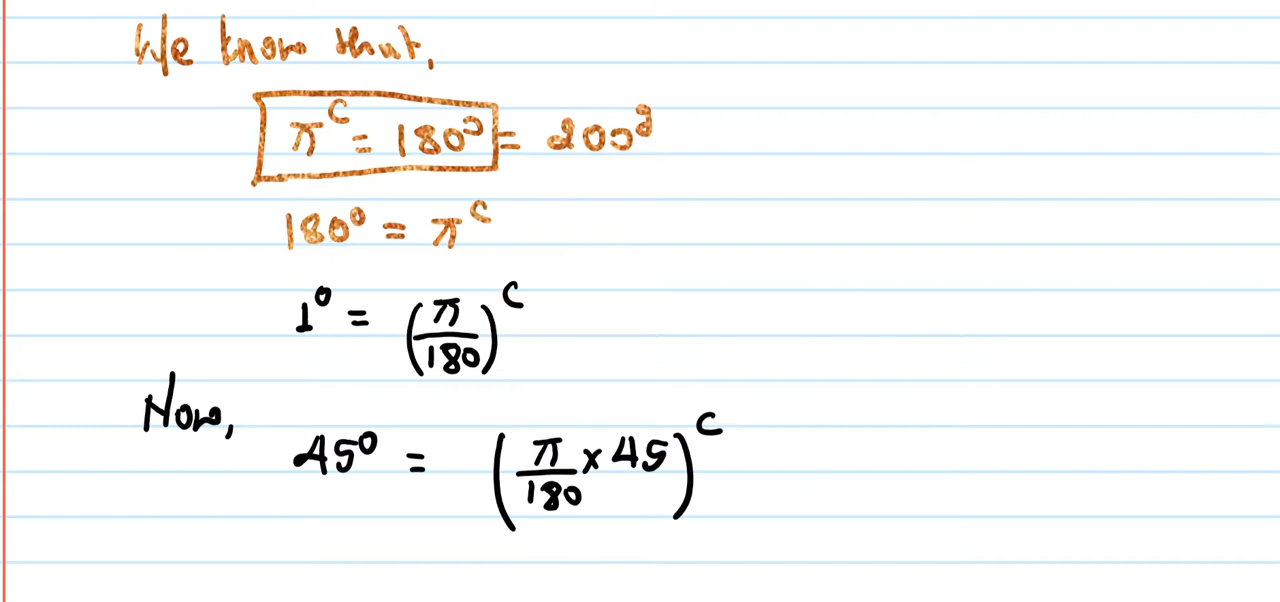 We know that,
π^c = 180° = 200^g
180° = π^c
1° = (π/180)^c
Now,
45° = (π/180 × 45)^c